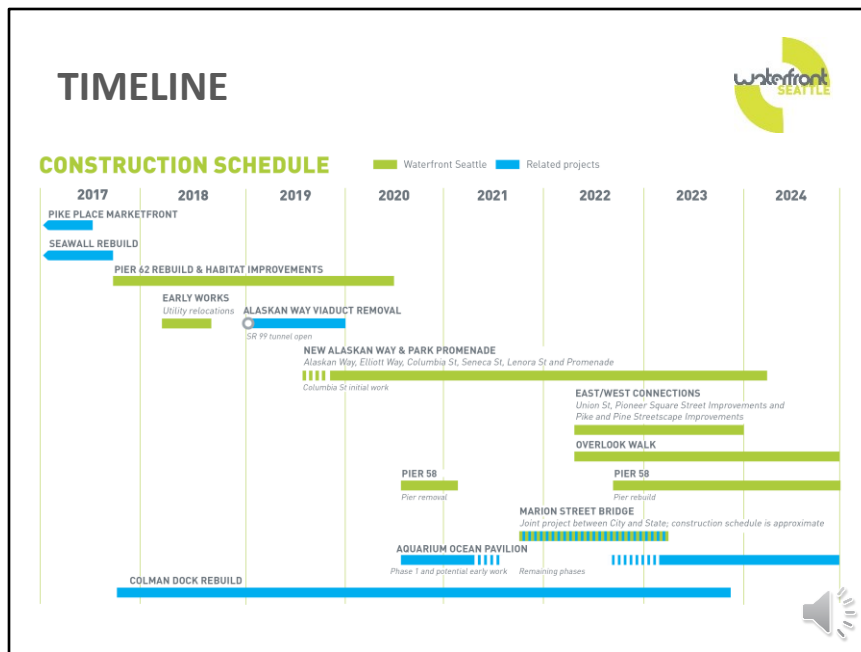 TIMELINE
waterfront
SEATTLE
CONSTRUCTION SCHEDULE
Waterfront Seattle
Related projects
2017 2018 2019 2020 2021 2022 2023 2024
PIKE PLACE MARKETFRONT
SEAWALL REBUILD
PIER 62 REBUILD & HABITAT IMPROVEMENTS
EARLY WORKS
Utility relocations
ALASKAN WAY VIADUCT REMOVAL
SR 99 tunnel open
NEW ALASKAN WAY & PARK PROMENADE
Alaskan Way, Elliott Way, Columbia St, Seneca St, Lenora St and Promenade
Columbia St initial work
EAST/WEST CONNECTIONS
Union St, Pioneer Square Street Improvements and
Pike and Pine Streetscape Improvements
OVERLOOK WALK
PIER 58
Pier removal
PIER 58
Pier rebuild
MARION STREET BRIDGE
Joint project between City and State; construction schedule is approximate
AQUARIUM OCEAN PAVILION
Phase 1 and potential early work
Remaining phases
COLMAN DOCK REBUILD